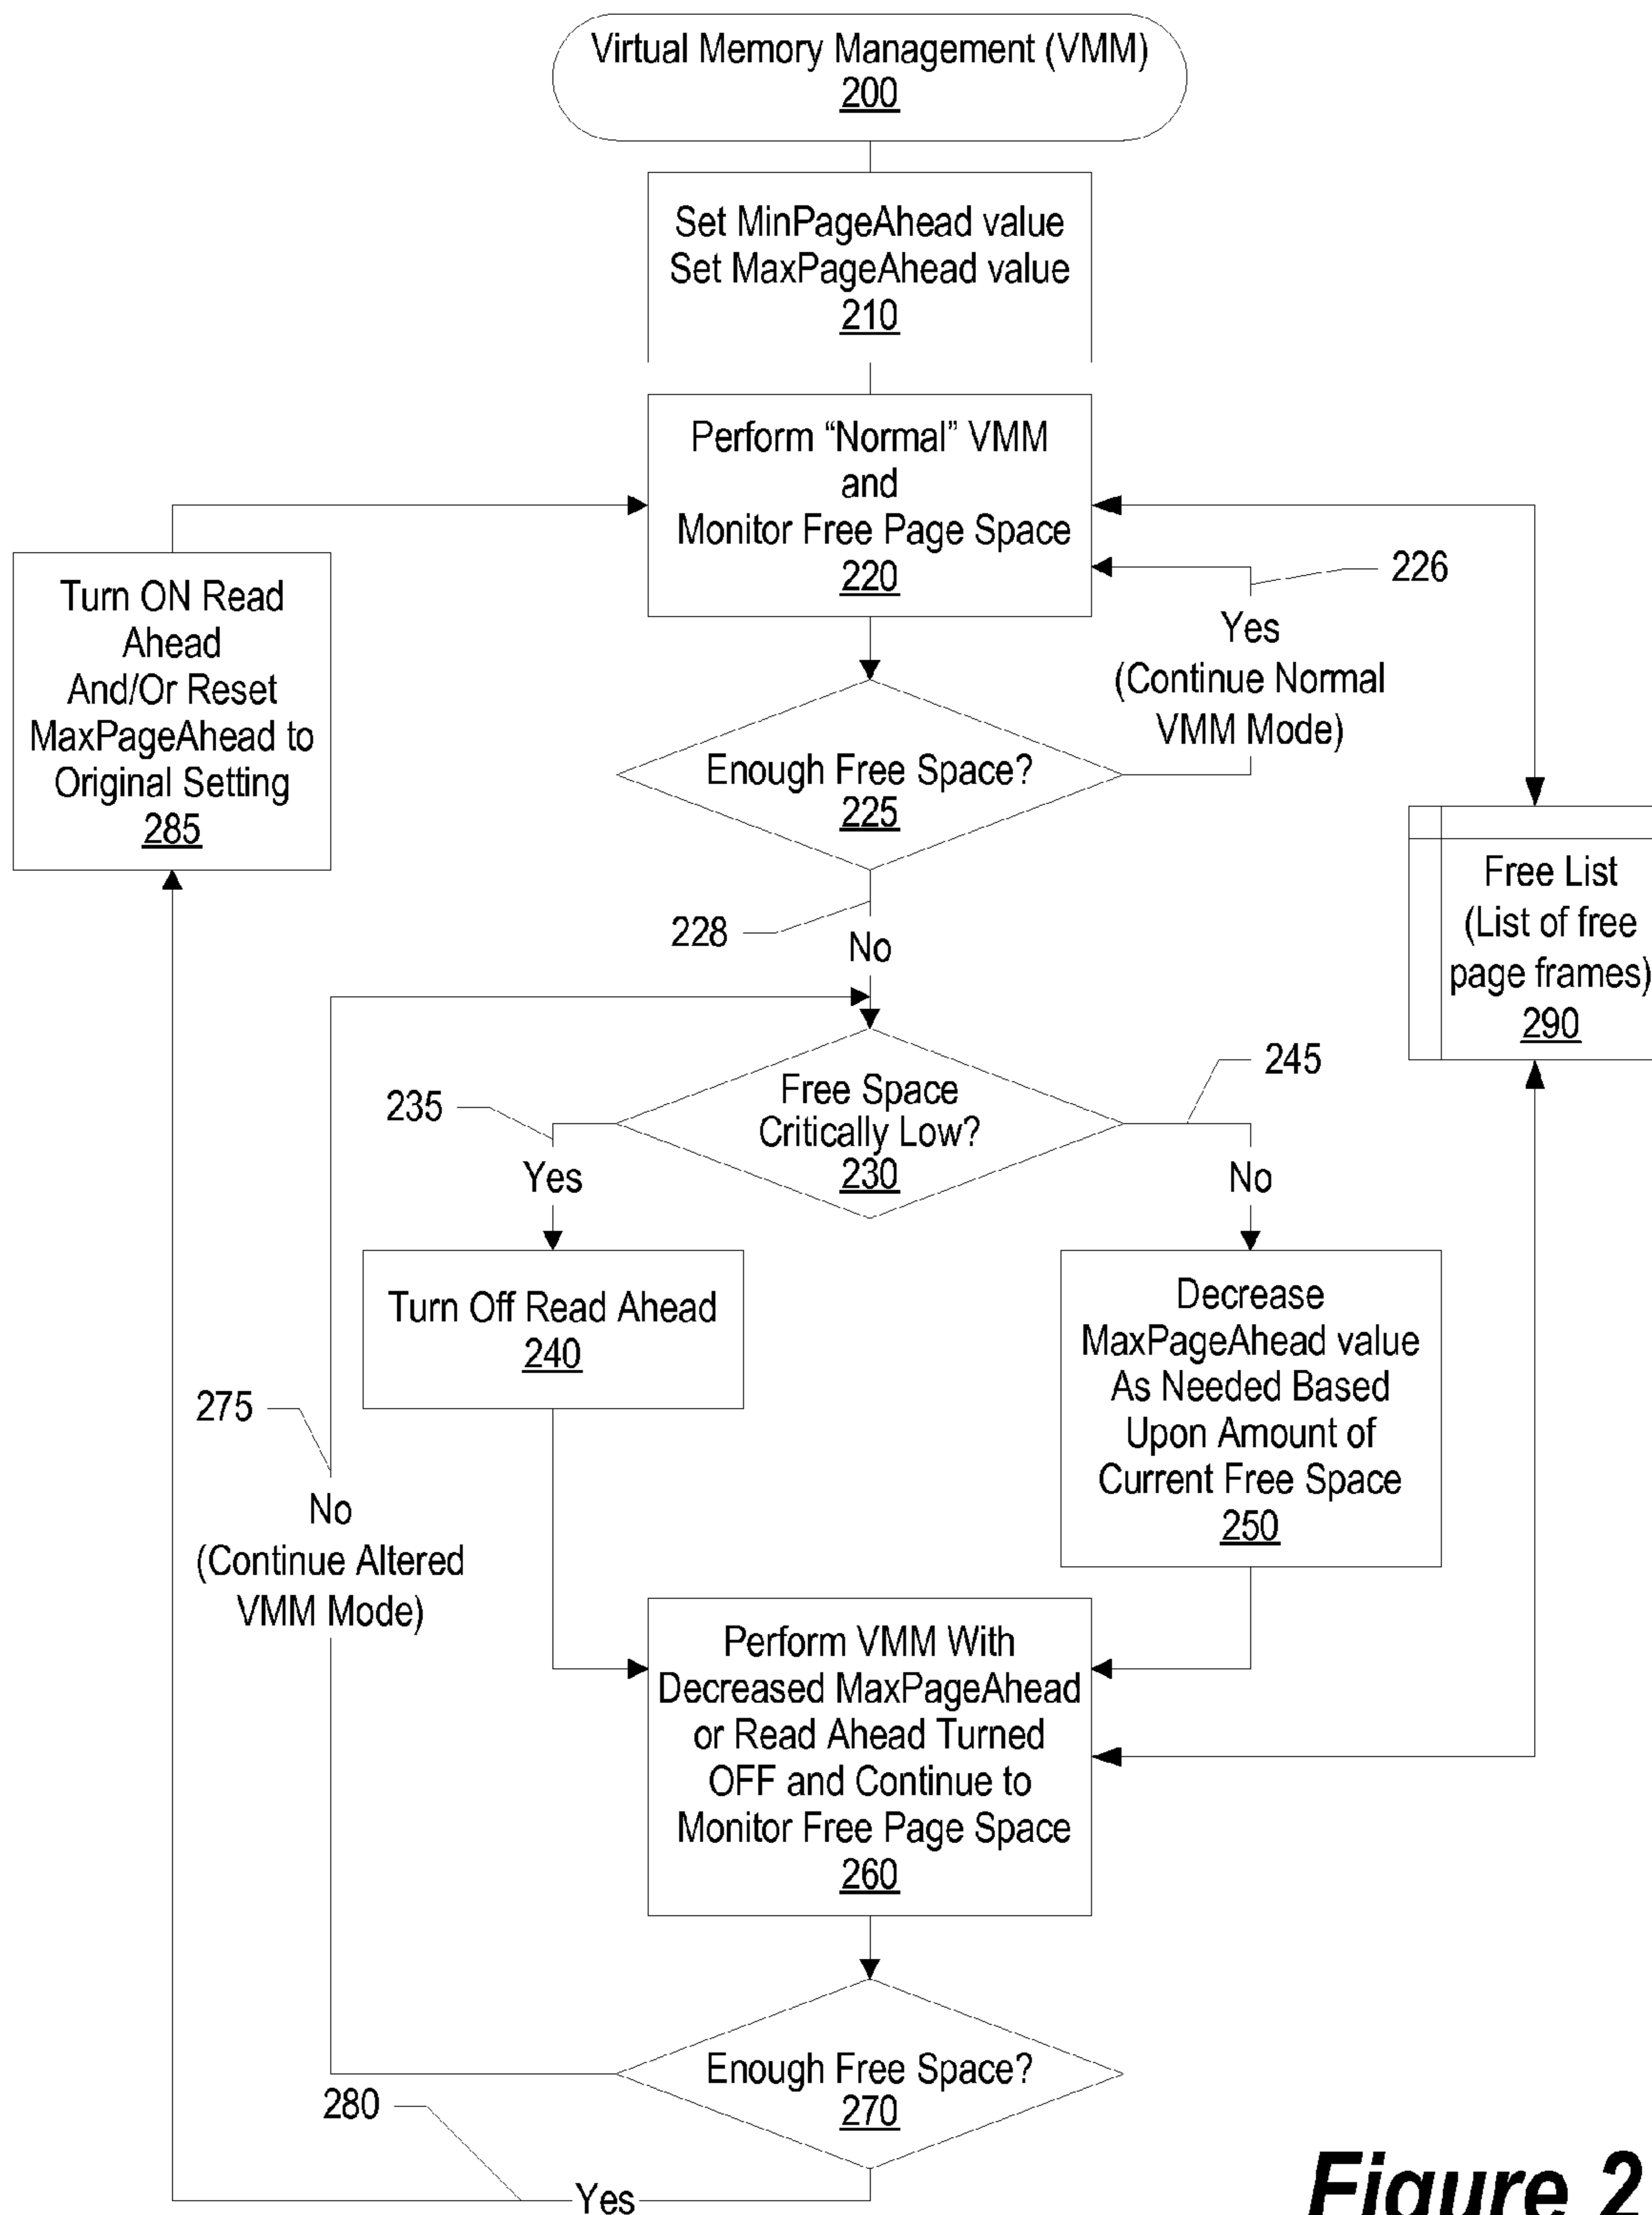 Virtual Memory Management (VMM)
200
Set MinPageAhead value
Set MaxPageAhead value
210
Perform “Normal” VMM
and
Monitor Free Page Space
220
226
Yes
(Continue Normal
VMM Mode)
Turn ON Read
Ahead
And/Or Reset
MaxPageAhead to
Original Setting
285
Enough Free Space?
225
Free List
(List of free
page frames)
290
228
No
Free Space
Critically Low?
230
235
Yes
245
No
Turn Off Read Ahead
240
Decrease
MaxPageAhead value
As Needed Based
Upon Amount of
Current Free Space
250
275
No
(Continue Altered
VMM Mode)
Perform VMM With
Decreased MaxPageAhead
or Read Ahead Turned
OFF and Continue to
Monitor Free Page Space
260
Enough Free Space?
270
280
Yes
Figure 2